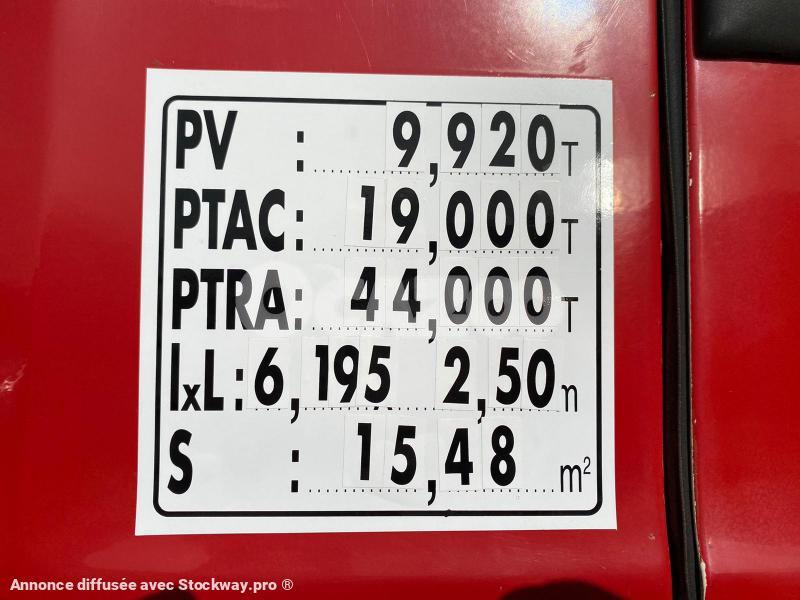 PV : 9,920 T
PTAC: 19,000 T
PTRA: 44,000 T
lxL: 6,195 x 2,50 m
S : 15,48 m²
Annonce diffusée avec Stockway.pro ®